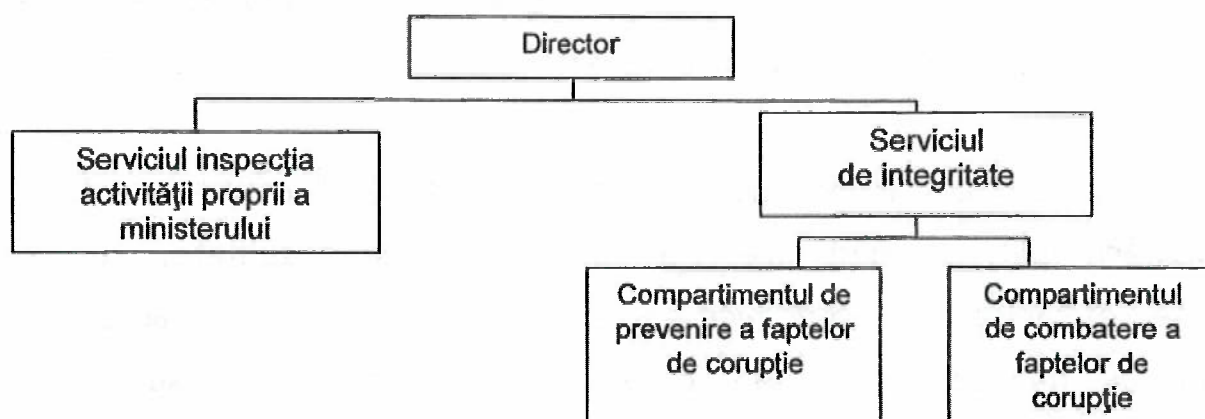 Director
Serviciul inspecţia
activităţii proprii a
ministerului
Serviciul
de integritate
Compartimentul de
prevenire a faptelor
de corupţie
Compartimentul
de combatere a
faptelor de
corupţie